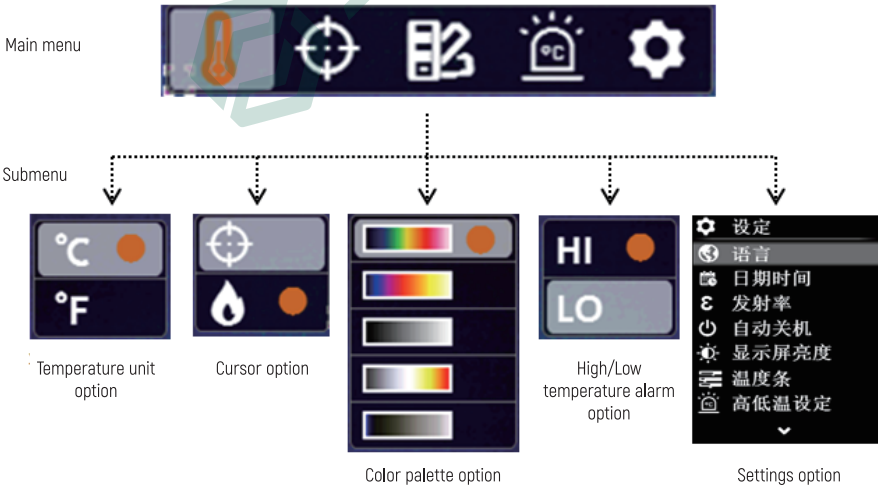 Main menu
°C
Submenu
°C
°F
HI
LO
设定
语言
日期时间
ε 发射率
自动关机
显示屏亮度
温度条
°C 高低温设定
Temperature unit
option
Cursor option
High/Low
temperature alarm
option
Color palette option
Settings option